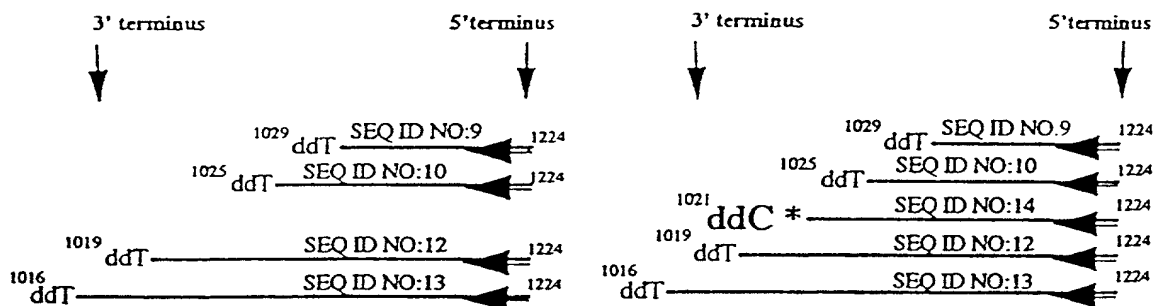 3' terminus 5'terminus 3' terminus 5'terminus
1029 ddT SEQ ID NO:9 1224 1029 ddT SEQ ID NO.9 1224
1025 ddT SEQ ID NO:10 1224 1025 ddT SEQ ID NO:10 1224
1021 ddC * SEQ ID NO:14 1224
1019 ddT SEQ ID NO:12 1224 1019 ddT SEQ ID NO:12 1224
1016 ddT SEQ ID NO:13 1224 1016 ddT SEQ ID NO:13 1224